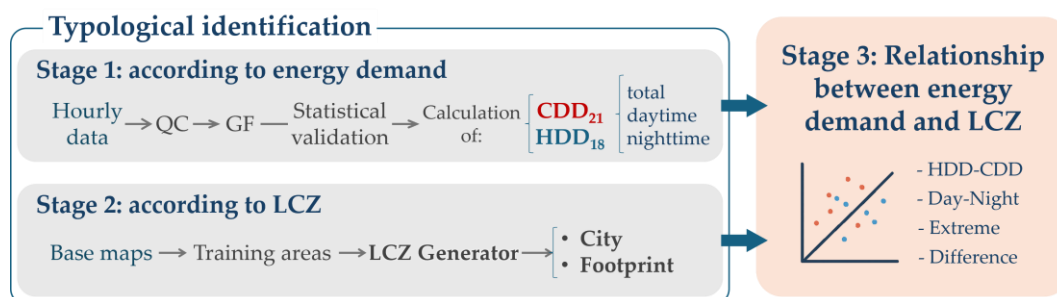 Typological identification
Stage 1: according to energy demand
Hourly data → QC → GF — Statistical validation → Calculation of: CDD₂₁ HDD₁₈ total daytime nighttime
Stage 2: according to LCZ
Base maps → Training areas → LCZ Generator → • City • Footprint
Stage 3: Relationship
between energy
demand and LCZ
- HDD-CDD
- Day-Night
- Extreme
- Difference